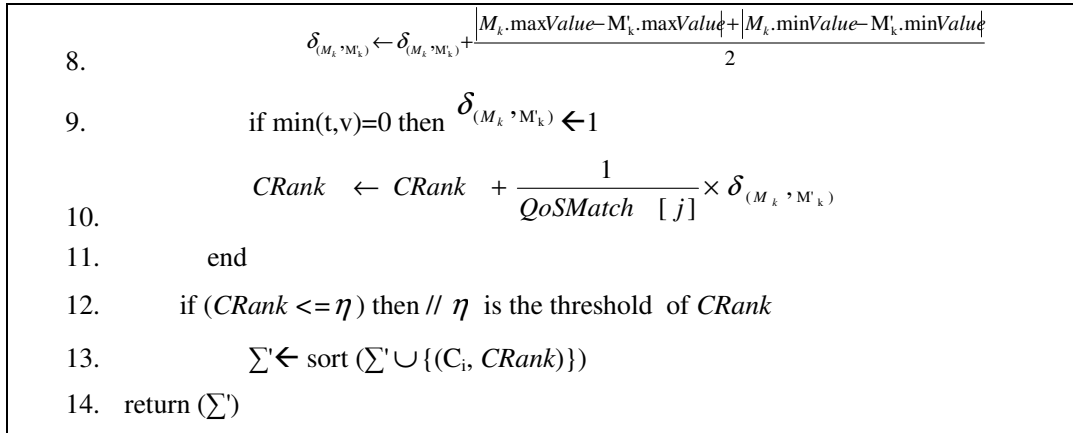 8. δ(Mₖ,M'ₖ) ← δ(Mₖ,M'ₖ) + (|Mₖ.maxValue−M'ₖ.maxValue| + |Mₖ.minValue−M'ₖ.minValue|) / 2
9. if min(t,v)=0 then δ(Mₖ,M'ₖ) ←1
10. CRank ← CRank + 1 / QoSMatch [j] × δ(Mₖ,M'ₖ)
11. end
12. if (CRank <= η) then // η is the threshold of CRank
13. ∑'← sort (∑' ∪ {(Cᵢ, CRank)})
14. return (∑')